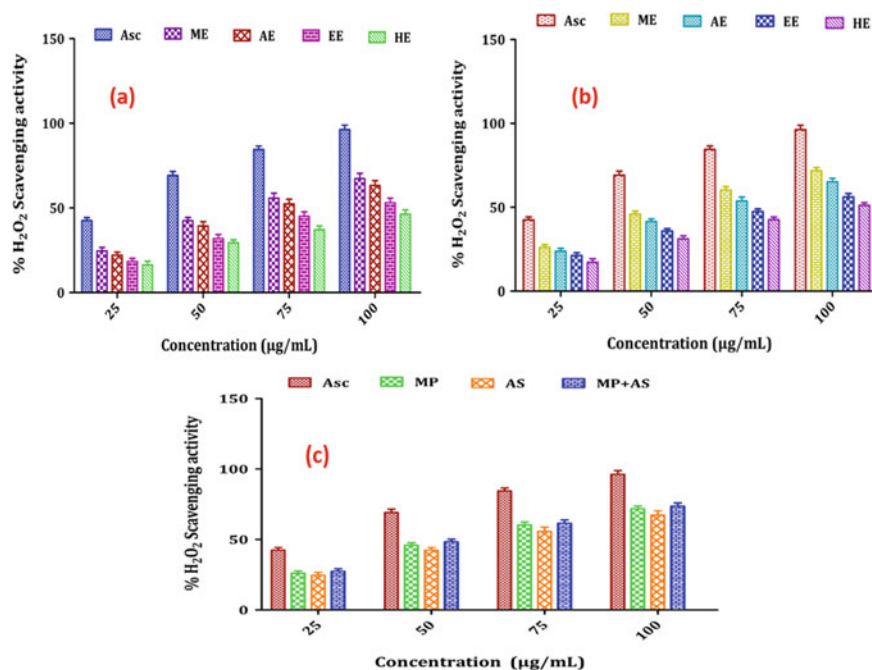 Asc ME AE EE HE
% H₂O₂ Scavenging activity
150
100
50
0
(a)
25 50 75 100
Concentration (µg/mL)
Asc ME AE EE HE
% H₂O₂ Scavenging activity
150
100
50
0
(b)
25 50 75 100
Concentration (µg/mL)
Asc MP AS MP+AS
% H₂O₂ Scavenging activity
150
100
50
0
(c)
25 50 75 100
Concentration (µg/mL)